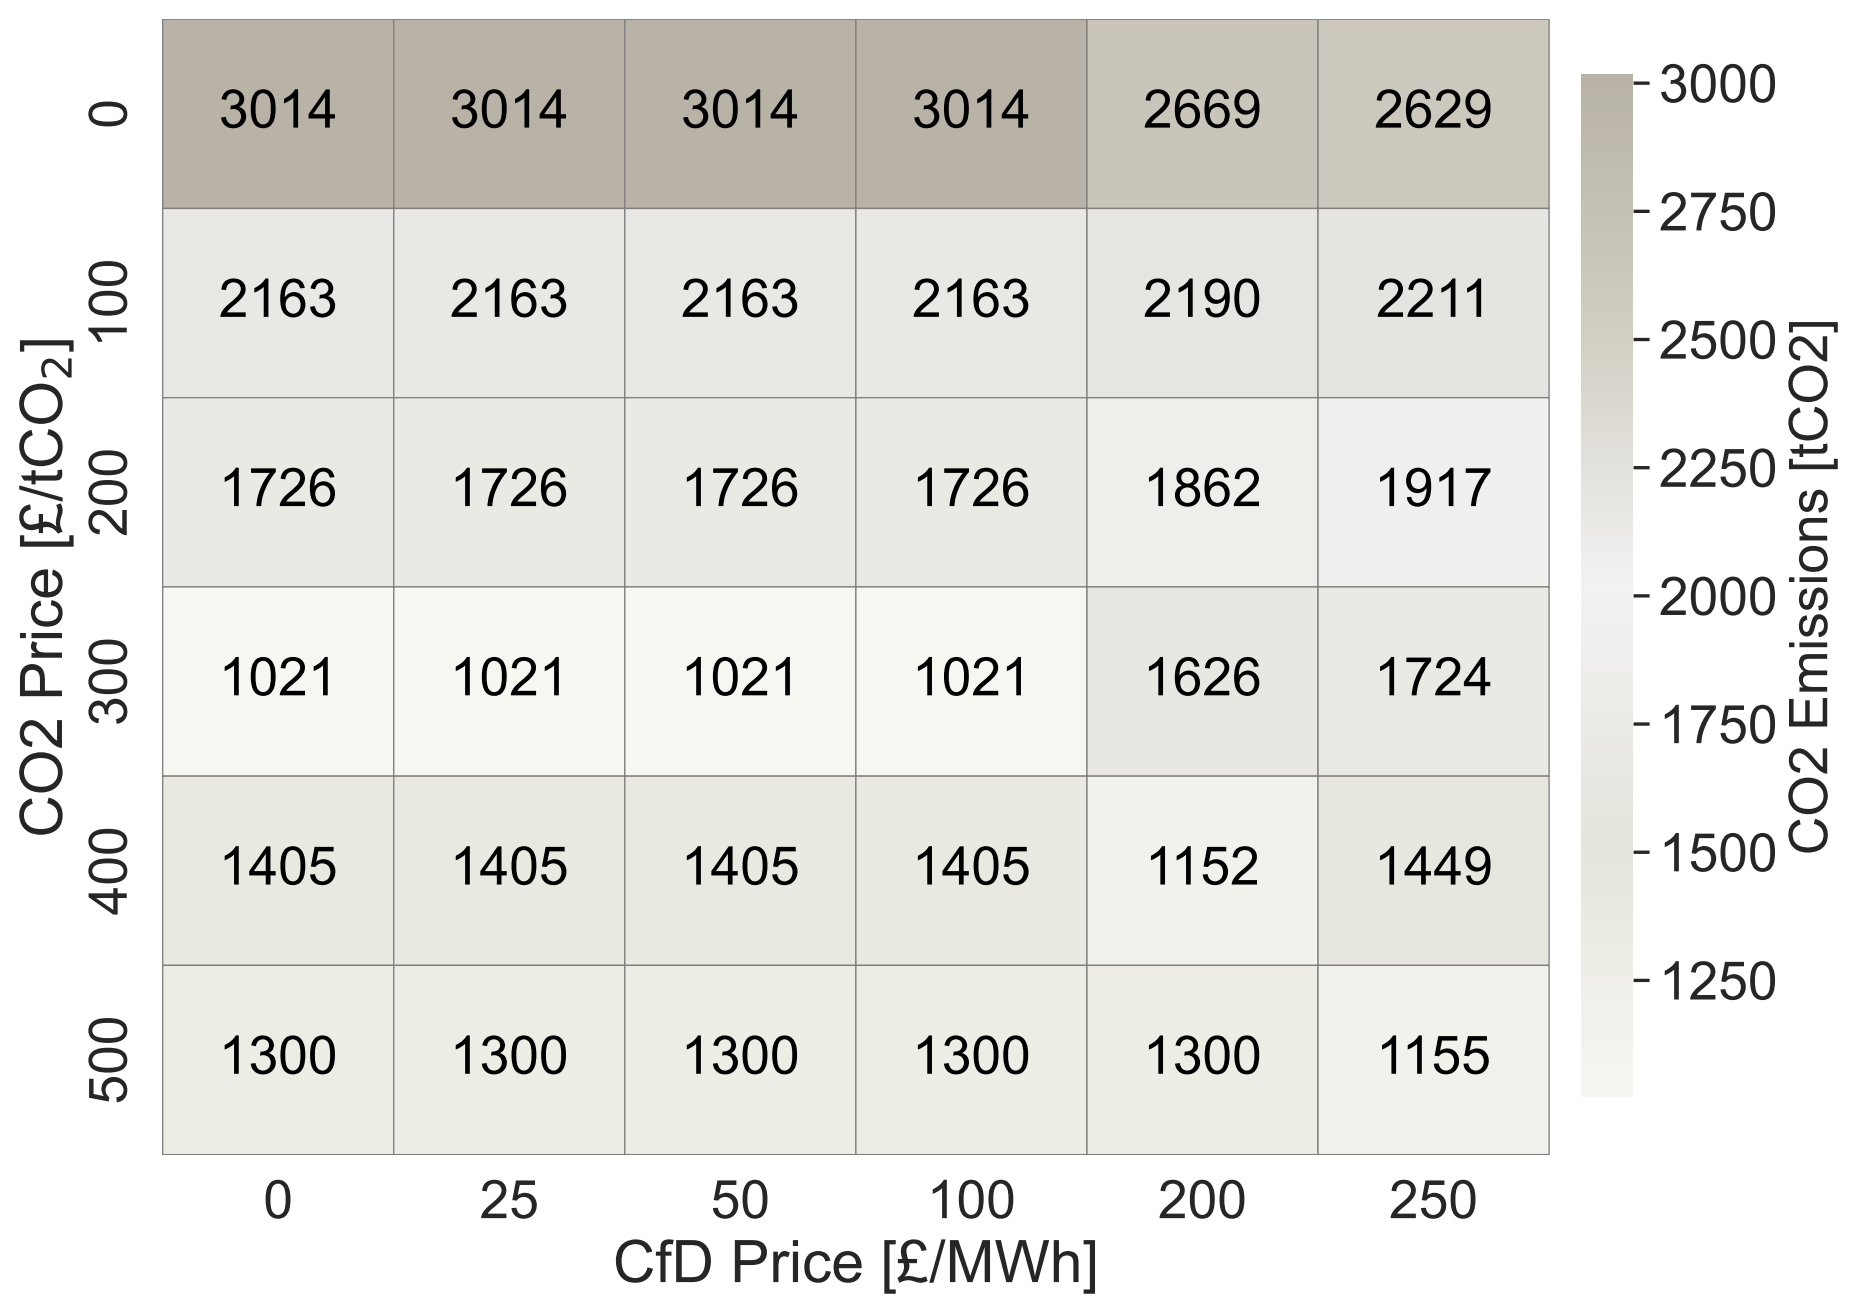 0 3014 3014 3014 3014 2669 2629
100 2163 2163 2163 2163 2190 2211
200 1726 1726 1726 1726 1862 1917
300 1021 1021 1021 1021 1626 1724
400 1405 1405 1405 1405 1152 1449
500 1300 1300 1300 1300 1300 1155
0 25 50 100 200 250
CfD Price [£/MWh]
CO2 Price [£/tCO₂]
3000
2750
2500
2250
2000
1750
1500
1250
CO2 Emissions [tCO2]